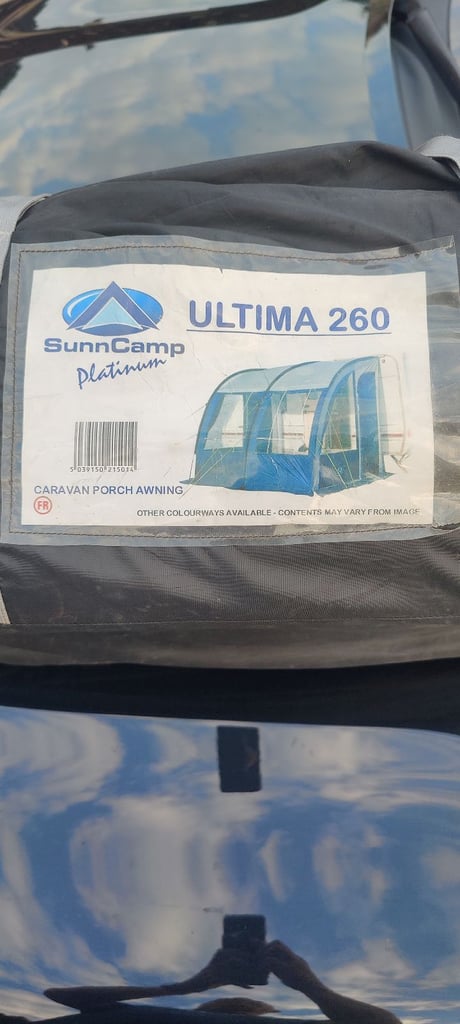 ULTIMA 260
SunnCamp
Platinum
5 039150 215034
CARAVAN PORCH AWNING
FR
OTHER COLOURWAYS AVAILABLE - CONTENTS MAY VARY FROM IMAGE